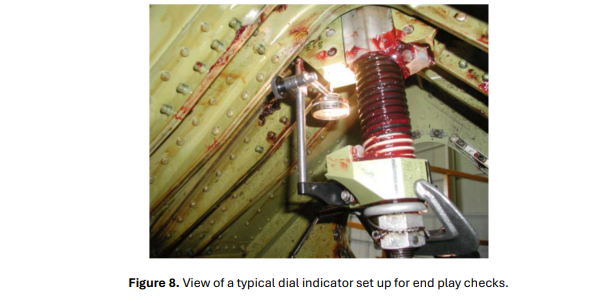 Figure 8. View of a typical dial indicator set up for end play checks.